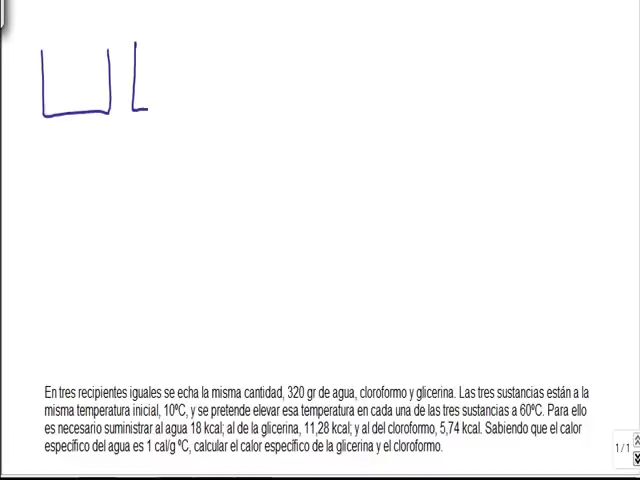 En tres recipientes iguales se echa la misma cantidad, 320 gr de agua, cloroformo y glicerina. Las tres sustancias están a la
misma temperatura inicial, 10ºC, y se pretende elevar esa temperatura en cada una de las tres sustancias a 60ºC. Para ello
es necesario suministrar al agua 18 kcal; al de la glicerina, 11,28 kcal; y al del cloroformo, 5,74 kcal. Sabiendo que el calor
específico del agua es 1 cal/g ºC, calcular el calor específico de la glicerina y el cloroformo.
1/1